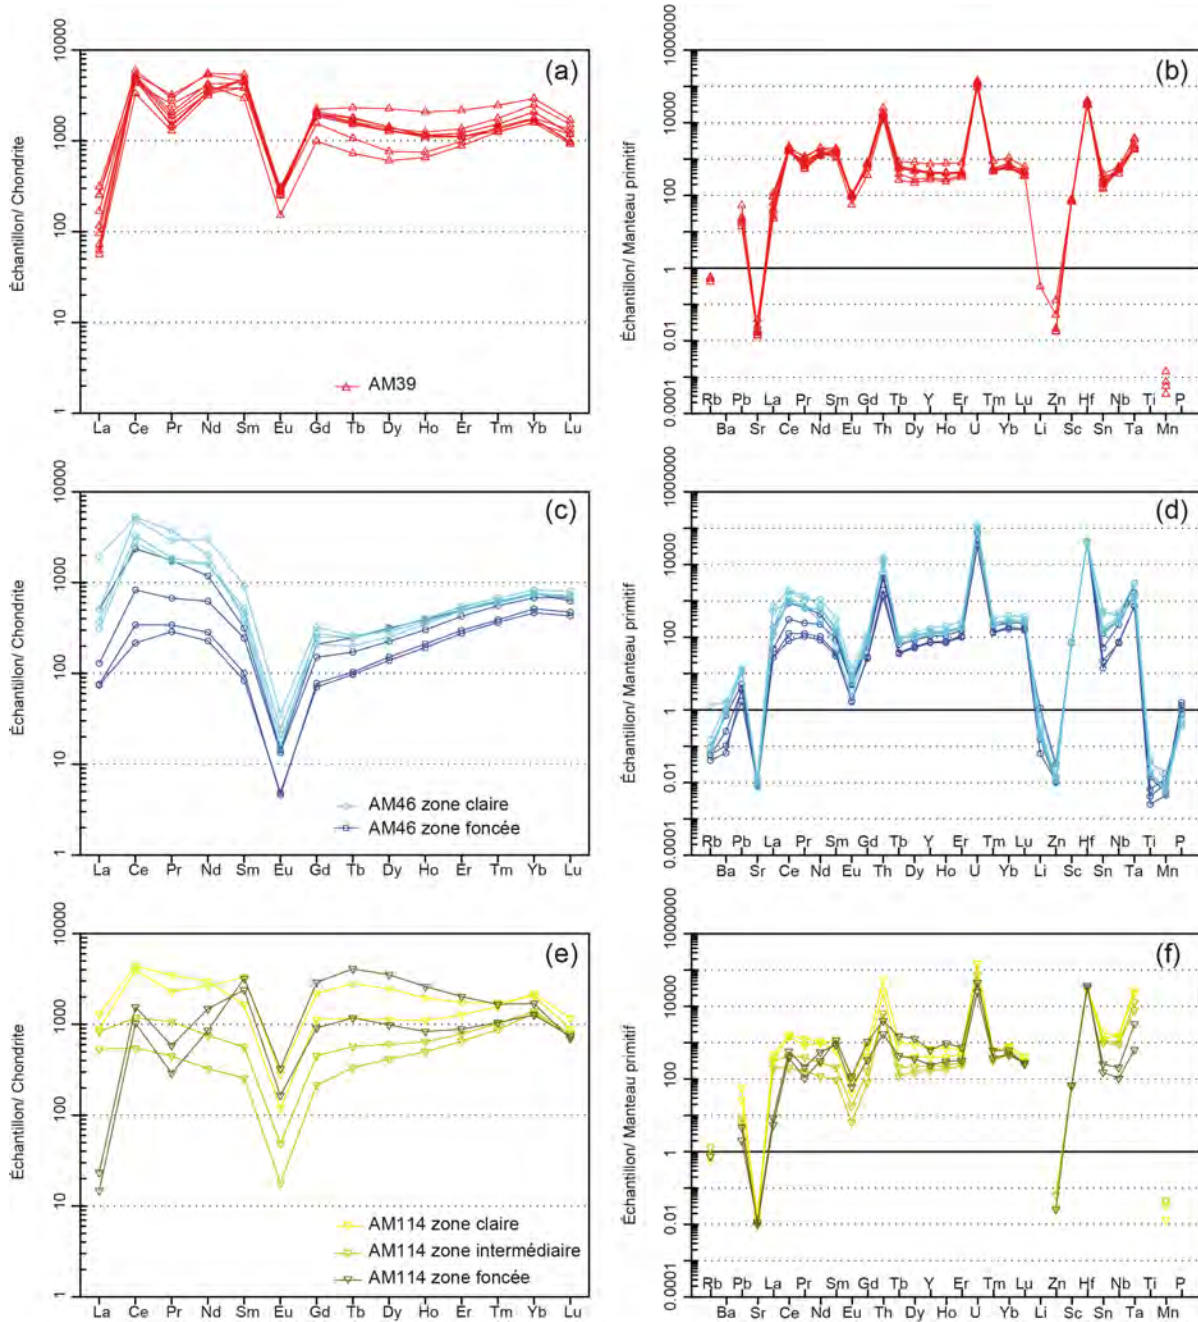 (a)
Échantillon/ Chondrite
10000
1000
100
10
1
AM39
La Ce Pr Nd Sm Eu Gd Tb Dy Ho Er Tm Yb Lu
(b)
Échantillon/ Manteau primitif
1000000
10000
100
1
0.01
0.0001
Rb Pb La Pr Sm Gd Tb Y Er Tm Lu Zn Hf Nb Ti P
Ba Sr Ce Nd Eu Th Dy Ho U Yb Li Sc Sn Ta Mn
(c)
Échantillon/ Chondrite
10000
1000
100
10
1
AM46 zone claire
AM46 zone foncée
La Ce Pr Nd Sm Eu Gd Tb Dy Ho Er Tm Yb Lu
(d)
Échantillon/ Manteau primitif
1000000
10000
100
1
0.01
0.0001
Rb Pb La Pr Sm Gd Tb Y Er Tm Lu Zn Hf Nb Ti P
Ba Sr Ce Nd Eu Th Dy Ho U Yb Li Sc Sn Ta Mn
(e)
Échantillon/ Chondrite
10000
1000
100
10
1
AM114 zone claire
AM114 zone intermédiaire
AM114 zone foncée
La Ce Pr Nd Sm Eu Gd Tb Dy Ho Er Tm Yb Lu
(f)
Échantillon/ Manteau primitif
1000000
10000
100
1
0.01
0.0001
Rb Pb La Pr Sm Gd Tb Y Er Tm Lu Zn Hf Nb Ti P
Ba Sr Ce Nd Eu Th Dy Ho U Yb Li Sc Sn Ta Mn